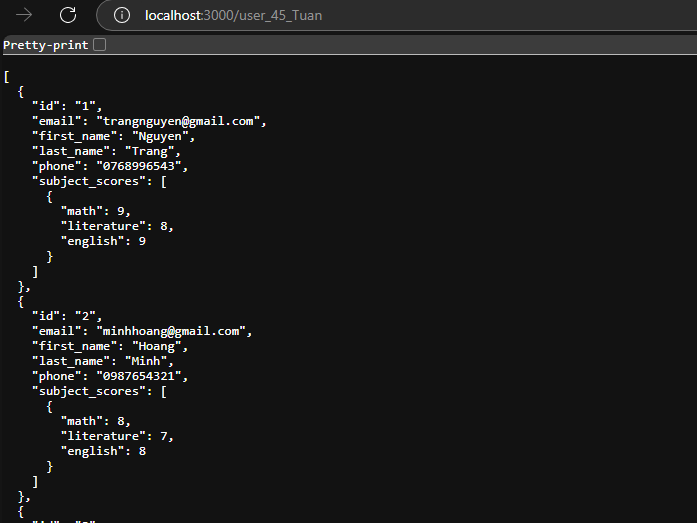 localhost:3000/user_45_Tuan
Pretty-print
[
  {
    "id": "1",
    "email": "trangnguyen@gmail.com",
    "first_name": "Nguyen",
    "last_name": "Trang",
    "phone": "0768996543",
    "subject_scores": [
      {
        "math": 9,
        "literature": 8,
        "english": 9
      }
    ]
  },
  {
    "id": "2",
    "email": "minhhoang@gmail.com",
    "first_name": "Hoang",
    "last_name": "Minh",
    "phone": "0987654321",
    "subject_scores": [
      {
        "math": 8,
        "literature": 7,
        "english": 8
      }
    ]
  },
  {